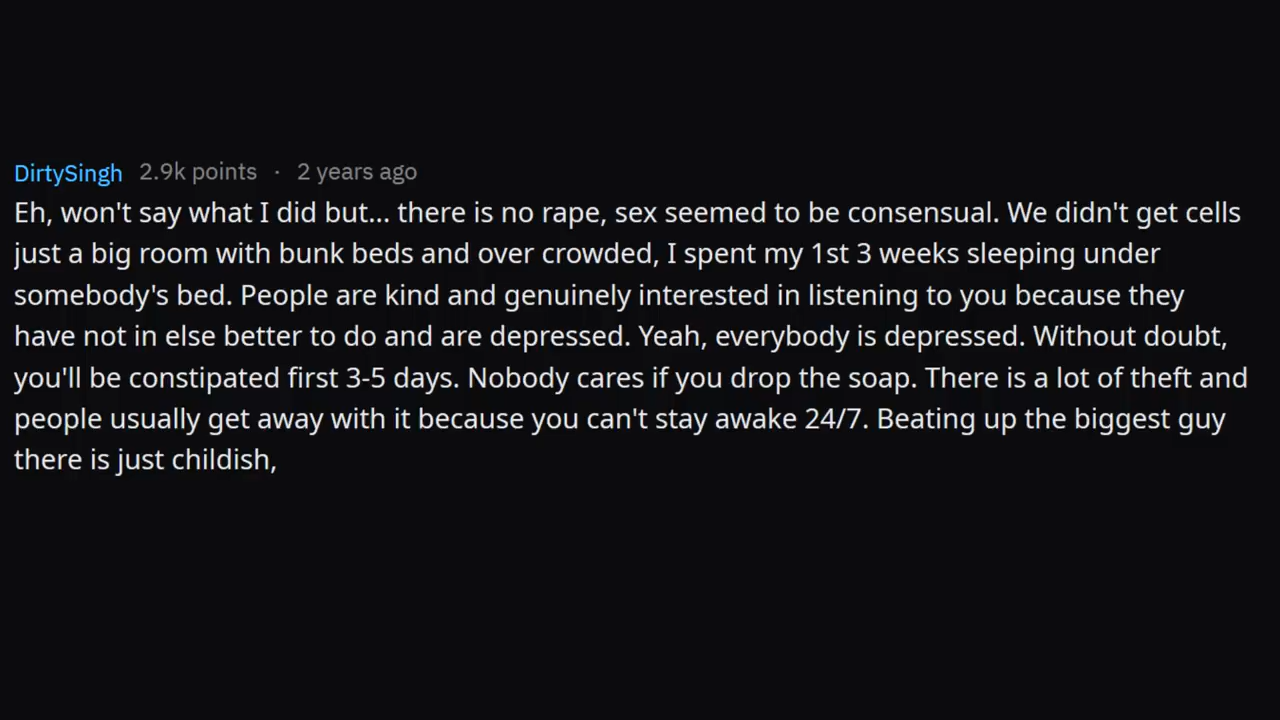 DirtySingh 2.9k points · 2 years ago
Eh, won't say what I did but... there is no rape, sex seemed to be consensual. We didn't get cells
just a big room with bunk beds and over crowded, I spent my 1st 3 weeks sleeping under
somebody's bed. People are kind and genuinely interested in listening to you because they
have not in else better to do and are depressed. Yeah, everybody is depressed. Without doubt,
you'll be constipated first 3-5 days. Nobody cares if you drop the soap. There is a lot of theft and
people usually get away with it because you can't stay awake 24/7. Beating up the biggest guy
there is just childish,